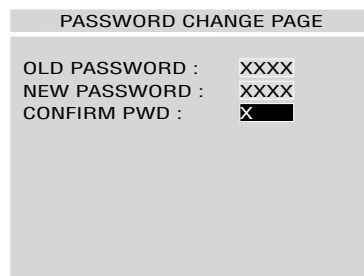 PASSWORD CHANGE PAGE
OLD PASSWORD : XXXX
NEW PASSWORD : XXXX
CONFIRM PWD : X